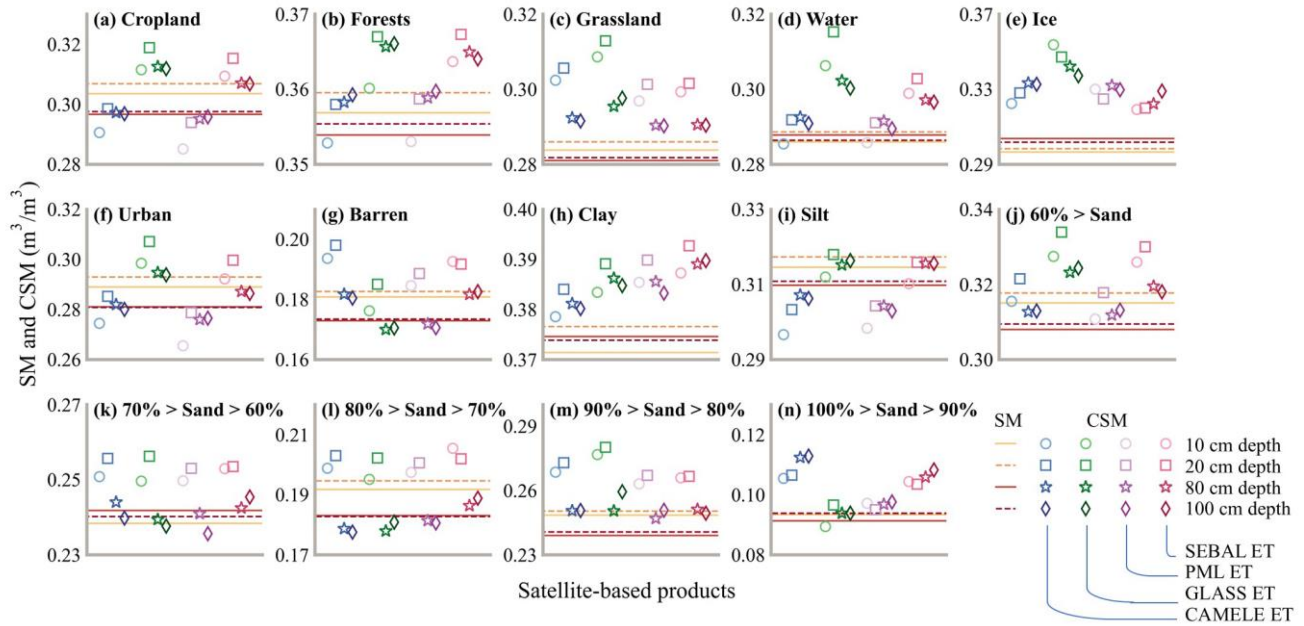 (a) Cropland
(b) Forests
(c) Grassland
(d) Water
(e) Ice
0.32
0.30
0.28
0.37
0.36
0.35
0.32
0.30
0.28
0.32
0.30
0.28
0.37
0.33
0.29
(f) Urban
(g) Barren
(h) Clay
(i) Silt
(j) 60% > Sand
0.32
0.30
0.28
0.26
0.20
0.18
0.16
0.40
0.39
0.38
0.37
0.33
0.31
0.29
0.34
0.32
0.30
(k) 70% > Sand > 60%
(l) 80% > Sand > 70%
(m) 90% > Sand > 80%
(n) 100% > Sand > 90%
0.27
0.25
0.23
0.21
0.19
0.17
0.29
0.26
0.23
0.12
0.10
0.08
SM and CSM (m³/m³)
Satellite-based products
SM CSM
10 cm depth
20 cm depth
80 cm depth
100 cm depth
SEBAL ET
PML ET
GLASS ET
CAMELE ET